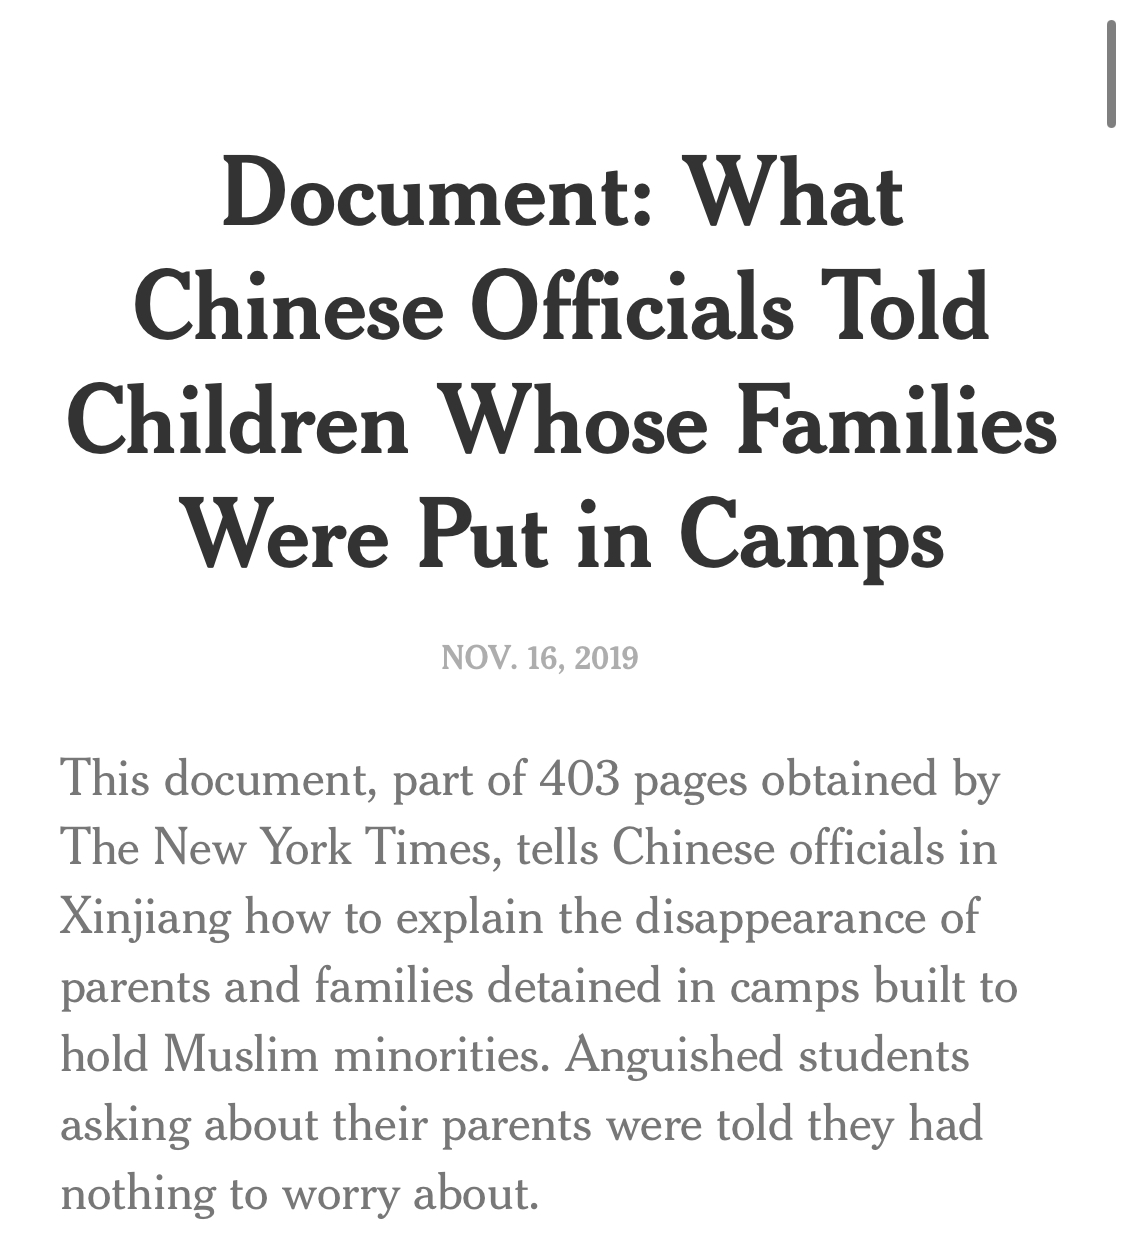 Document: What
Chinese Officials Told
Children Whose Families
Were Put in Camps
NOV. 16, 2019
This document, part of 403 pages obtained by
The New York Times, tells Chinese officials in
Xinjiang how to explain the disappearance of
parents and families detained in camps built to
hold Muslim minorities. Anguished students
asking about their parents were told they had
nothing to worry about.